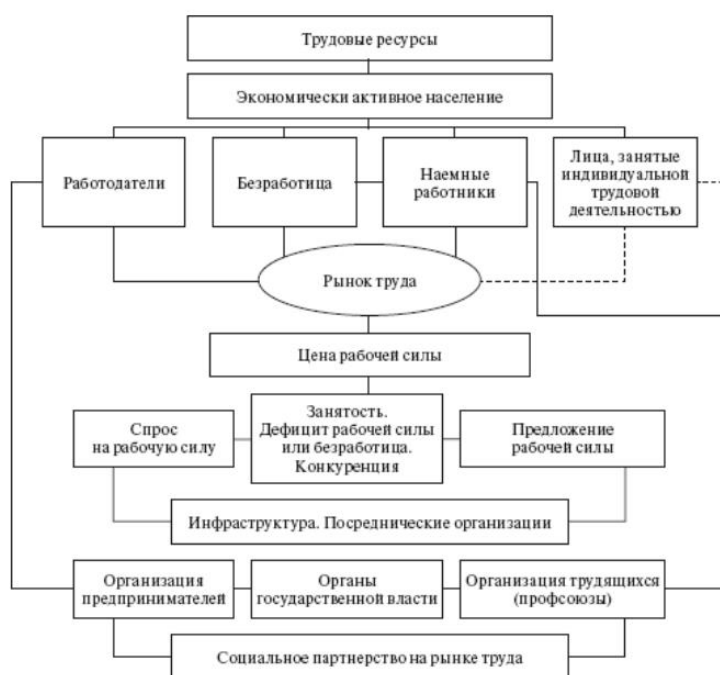 Трудовые ресурсы
Экономически активное население
Работодатели
Безработица
Наемные
работники
Лица, занятые
индивидуальной
трудовой
деятельностью
Рынок труда
Цена рабочей силы
Спрос
на рабочую силу
Занятость.
Дефицит рабочей силы
или безработица.
Конкуренция
Предложение
рабочей силы
Инфраструктура. Посреднические организации
Организация
предпринимателей
Органы
государственной власти
Организация трудящихся
(профсоюзы)
Социальное партнерство на рынке труда